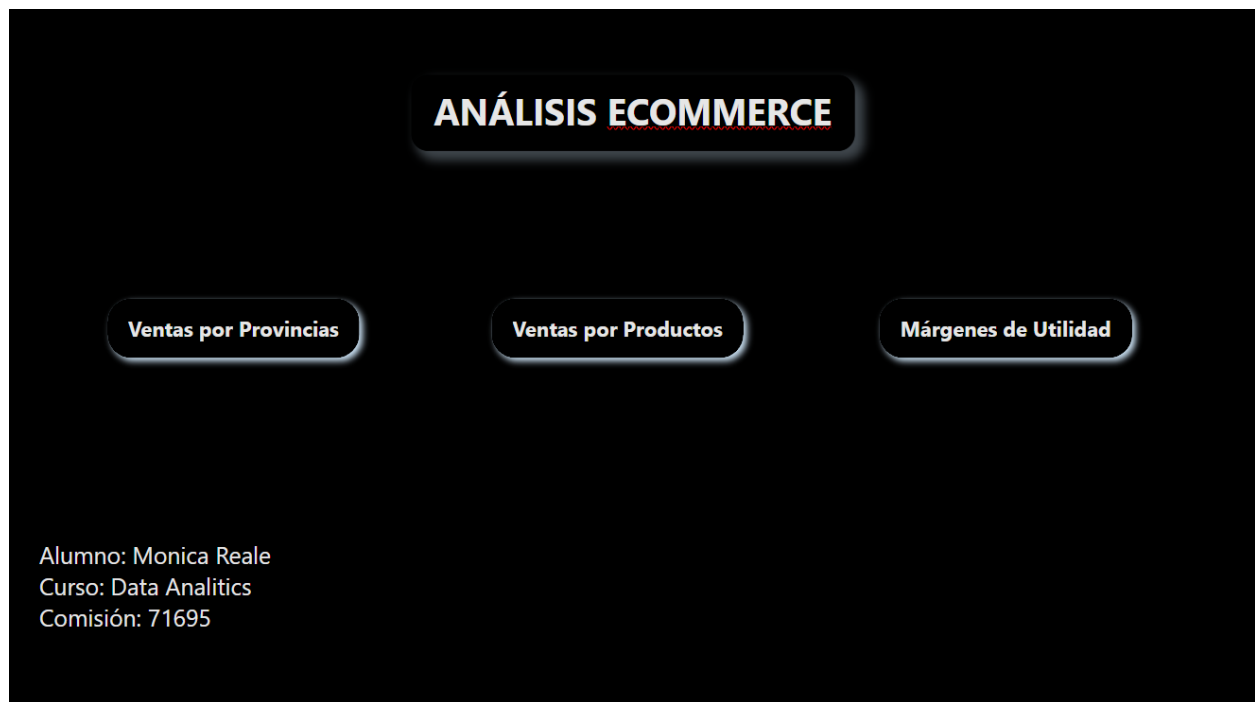 ANÁLISIS ECOMMERCE
Ventas por Provincias
Ventas por Productos
Márgenes de Utilidad
Alumno: Monica Reale
Curso: Data Analitics
Comisión: 71695